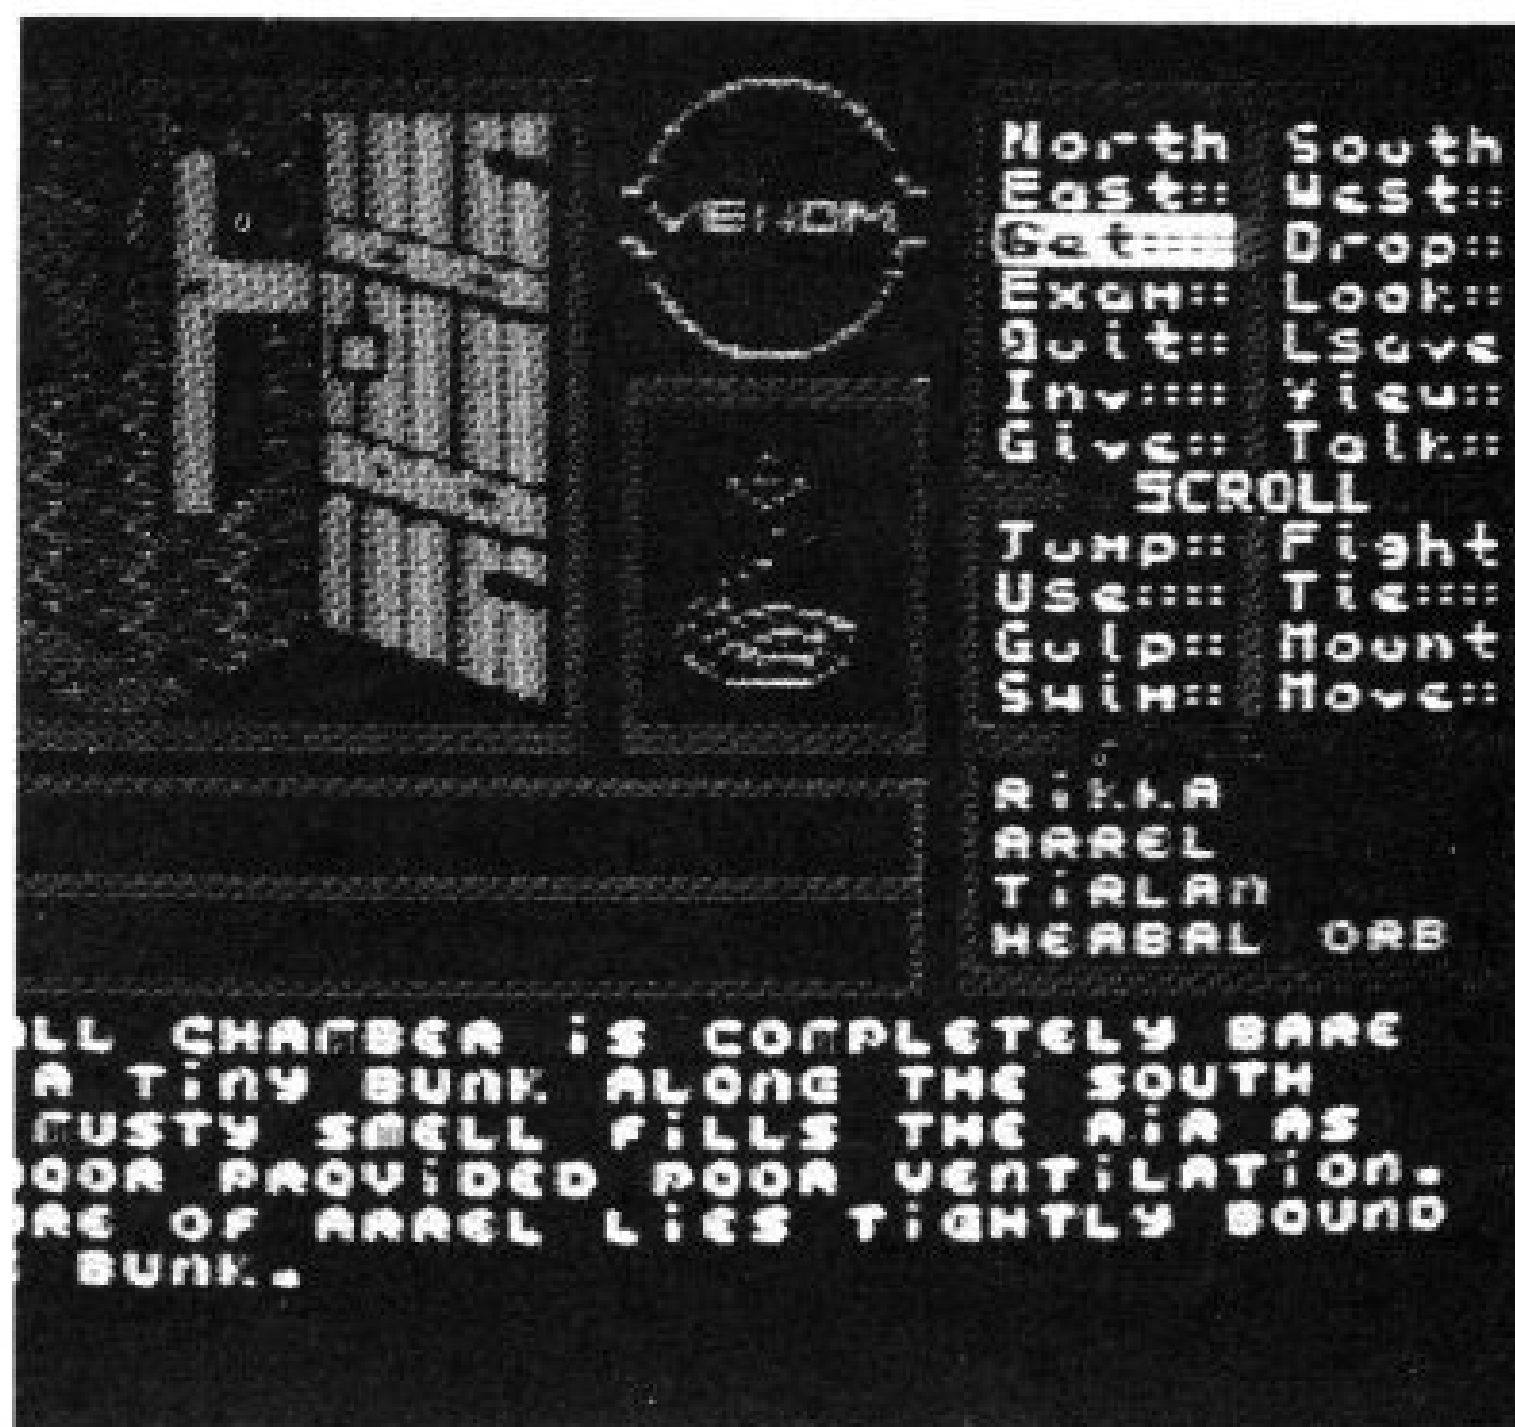 VENOM
North South
East West
Get Drop
Exam Look
Quit LSave
Inv View
Give Talk
SCROLL
Jump Fight
Use Tie
Gulp Mount
Swim Move
RIKKA
ARREL
TIRLAN
HERBAL ORB
ALL CHAMBER IS COMPLETELY BARE
A TINY BUNK ALONG THE SOUTH
MUSTY SMELL FILLS THE AIR AS
DOOR PROVIDED POOR VENTILATION.
URE OF ARREL LIES TIGHTLY BOUND
BUNK.